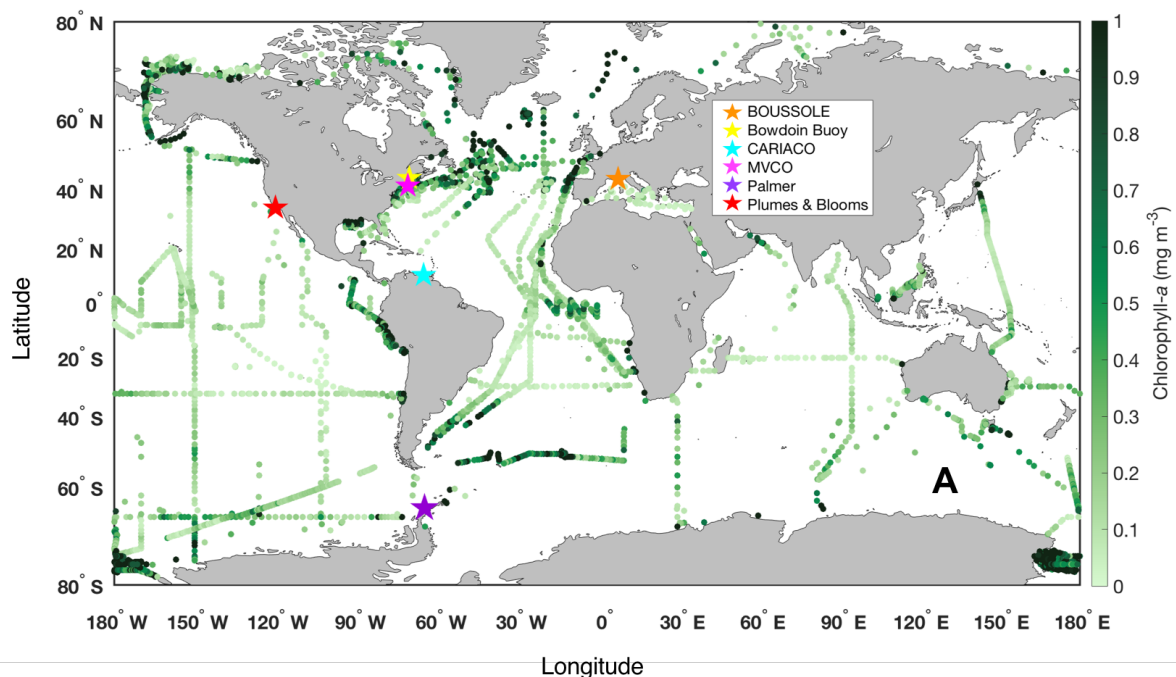 80° N
60° N
40° N
20° N
0°
20° S
40° S
60° S
80° S
Latitude
180° W
150° W
120° W
90° W
60° W
30° W
0°
30° E
60° E
90° E
120° E
150° E
180° E
Longitude
BOUSSOLE
Bowdoin Buoy
CARIACO
MVCO
Palmer
Plumes & Blooms
A
1
0.9
0.8
0.7
0.6
0.5
0.4
0.3
0.2
0.1
0
Chlorophyll-a (mg m⁻³)